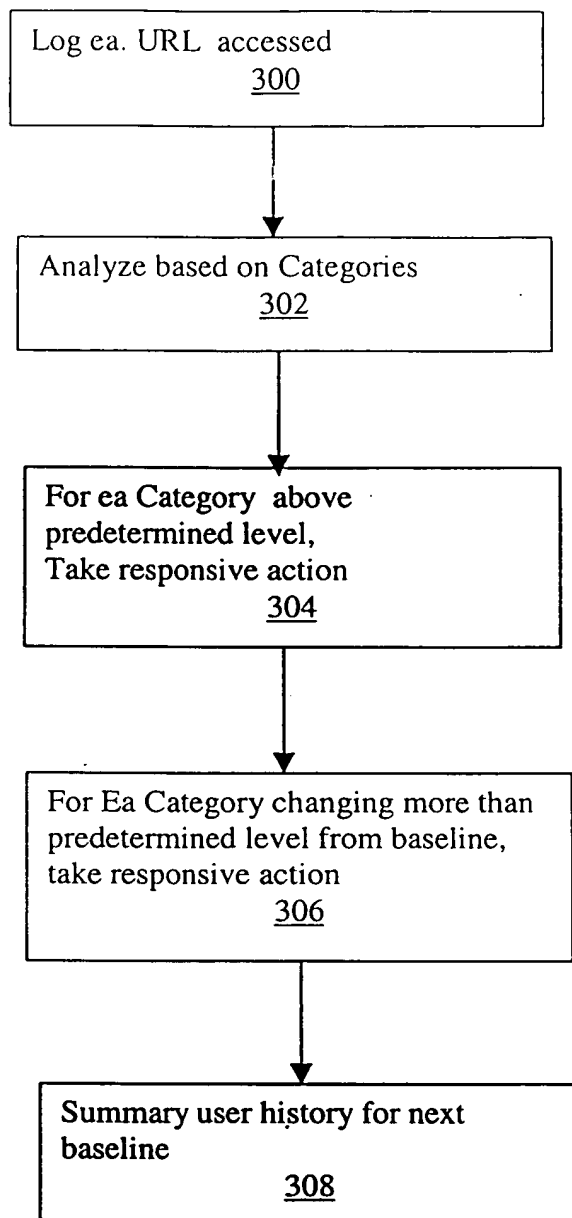 Log ea. URL accessed
300
Analyze based on Categories
302
For ea Category above
predetermined level,
Take responsive action
304
For Ea Category changing more than
predetermined level from baseline,
take responsive action
306
Summary user history for next
baseline
308